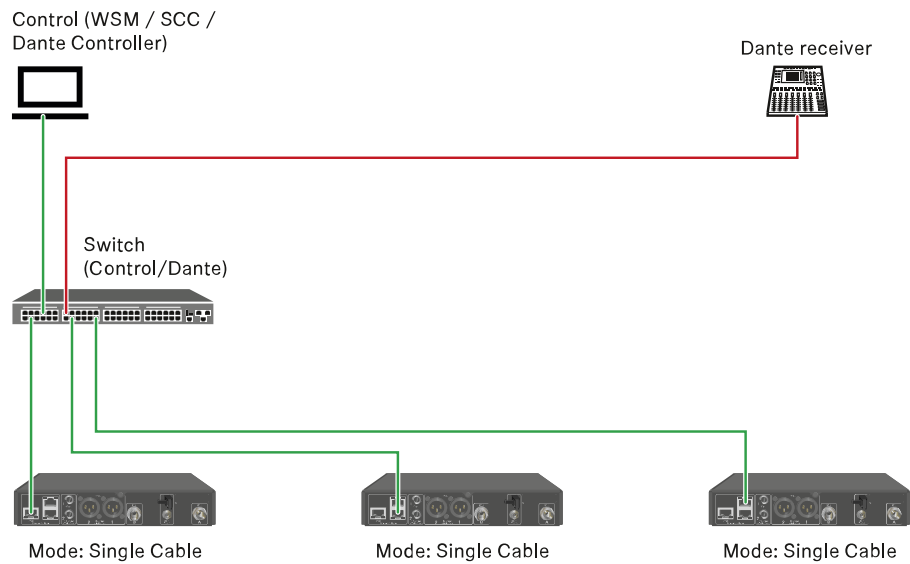 Control (WSM / SCC /
Dante Controller)
Dante receiver
Switch
(Control/Dante)
Mode: Single Cable
Mode: Single Cable
Mode: Single Cable